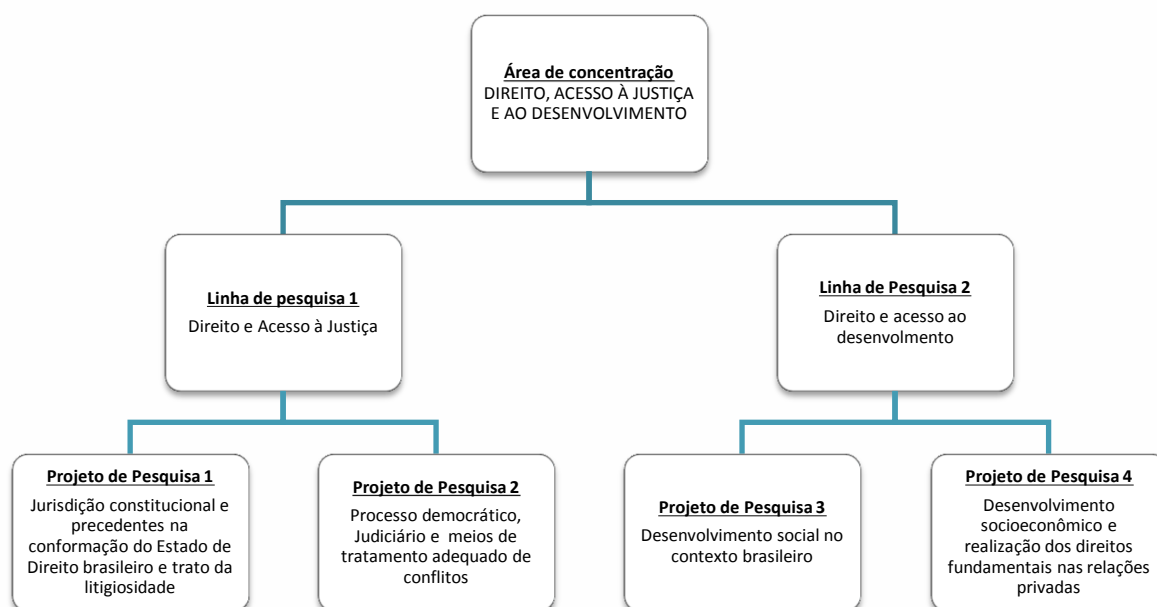 Área de concentração
DIREITO, ACESSO À JUSTIÇA
E AO DESENVOLVIMENTO
Linha de pesquisa 1
Direito e Acesso à Justiça
Linha de Pesquisa 2
Direito e acesso ao
desenvolmento
Projeto de Pesquisa 1
Jurisdição constitucional e
precedentes na
conformação do Estado de
Direito brasileiro e trato da
litigiosidade
Projeto de Pesquisa 2
Processo democrático,
Judiciário e meios de
tratamento adequado de
conflitos
Projeto de Pesquisa 3
Desenvolvimento social no
contexto brasileiro
Projeto de Pesquisa 4
Desenvolvimento
socioeconômico e
realização dos direitos
fundamentais nas relações
privadas